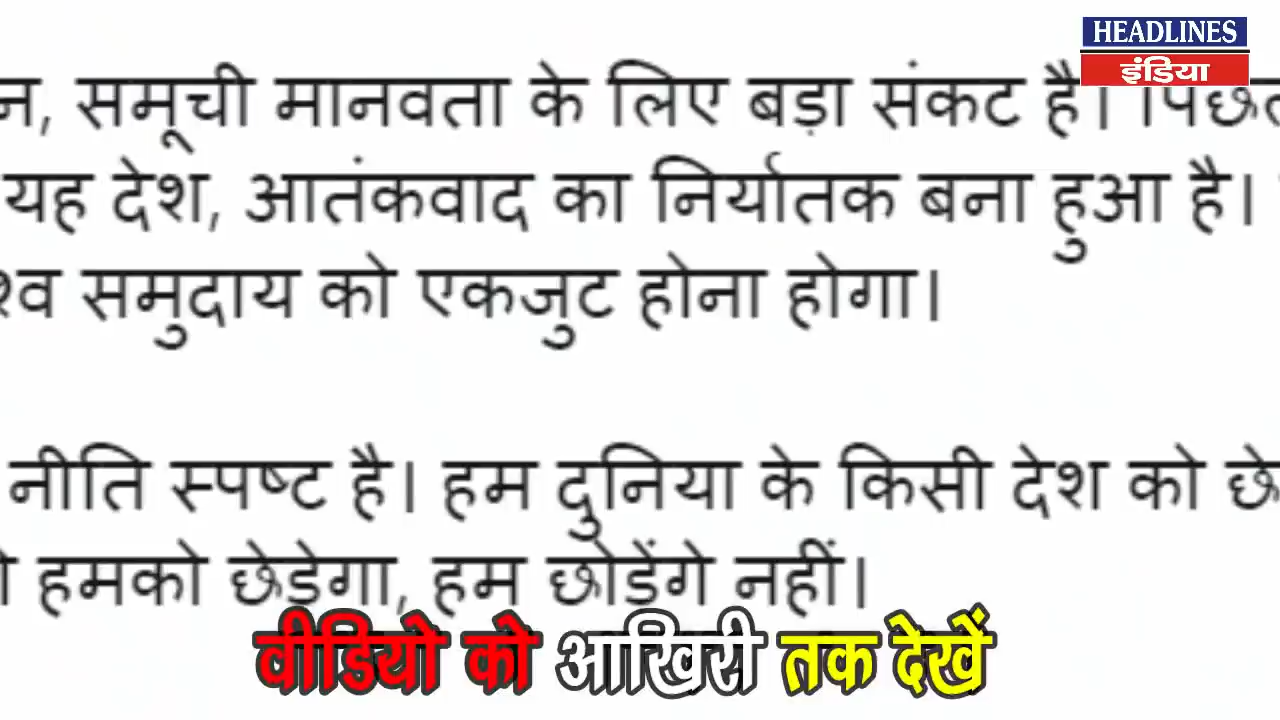 HEADLINES
इंडिया
समूची मानवता के लिए बड़ा संकट है।
यह देश, आतंकवाद का निर्यातक बना हुआ है।
समुदाय को एकजुट होना होगा।
नीति स्पष्ट है। हम दुनिया के किसी देश को
हमको छेड़ेगा, हम छोडेंगे नहीं।
वीडियो को आखिरी तक देखें